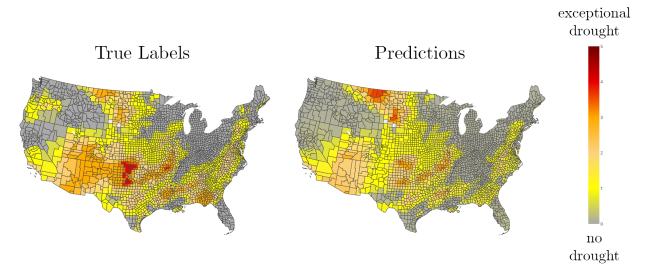 True Labels
Predictions
exceptional
drought
no
drought